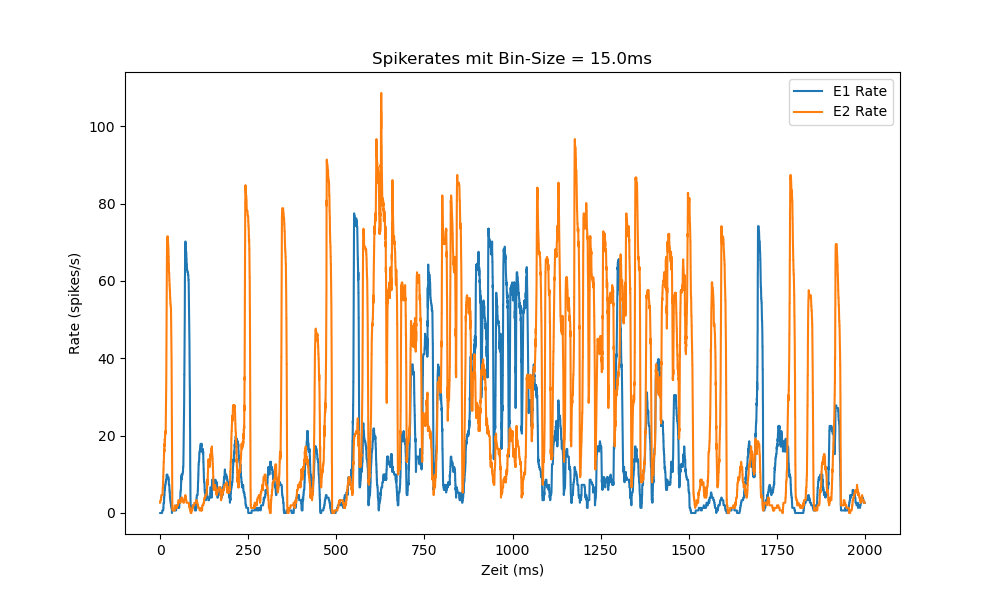 Spikerates mit Bin-Size = 15.0ms
E1 Rate
E2 Rate
100
80
60
40
20
0
Rate (spikes/s)
0 250 500 750 1000 1250 1500 1750 2000
Zeit (ms)